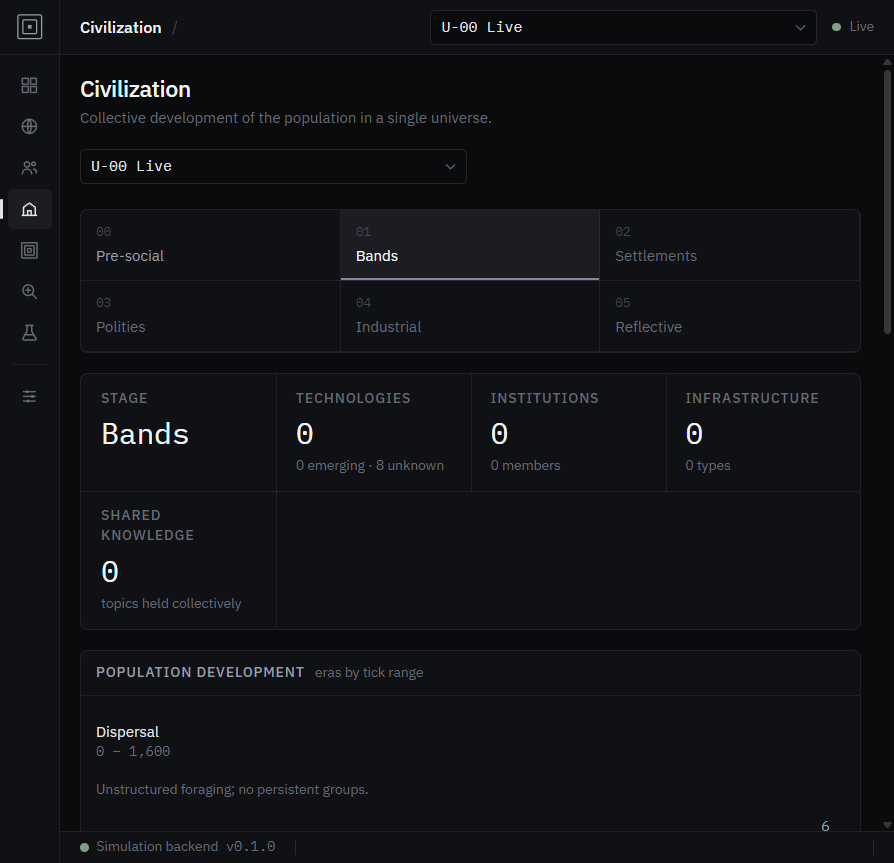 Civilization /
U-00 Live
Live
Civilization
Collective development of the population in a single universe.
U-00 Live
00
Pre-social
01
Bands
02
Settlements
03
Polities
04
Industrial
05
Reflective
STAGE
Bands
TECHNOLOGIES
0
0 emerging · 8 unknown
INSTITUTIONS
0
0 members
INFRASTRUCTURE
0
0 types
SHARED
KNOWLEDGE
0
topics held collectively
POPULATION DEVELOPMENT eras by tick range
Dispersal
0 – 1,600
Unstructured foraging; no persistent groups.
6
Simulation backend v0.1.0